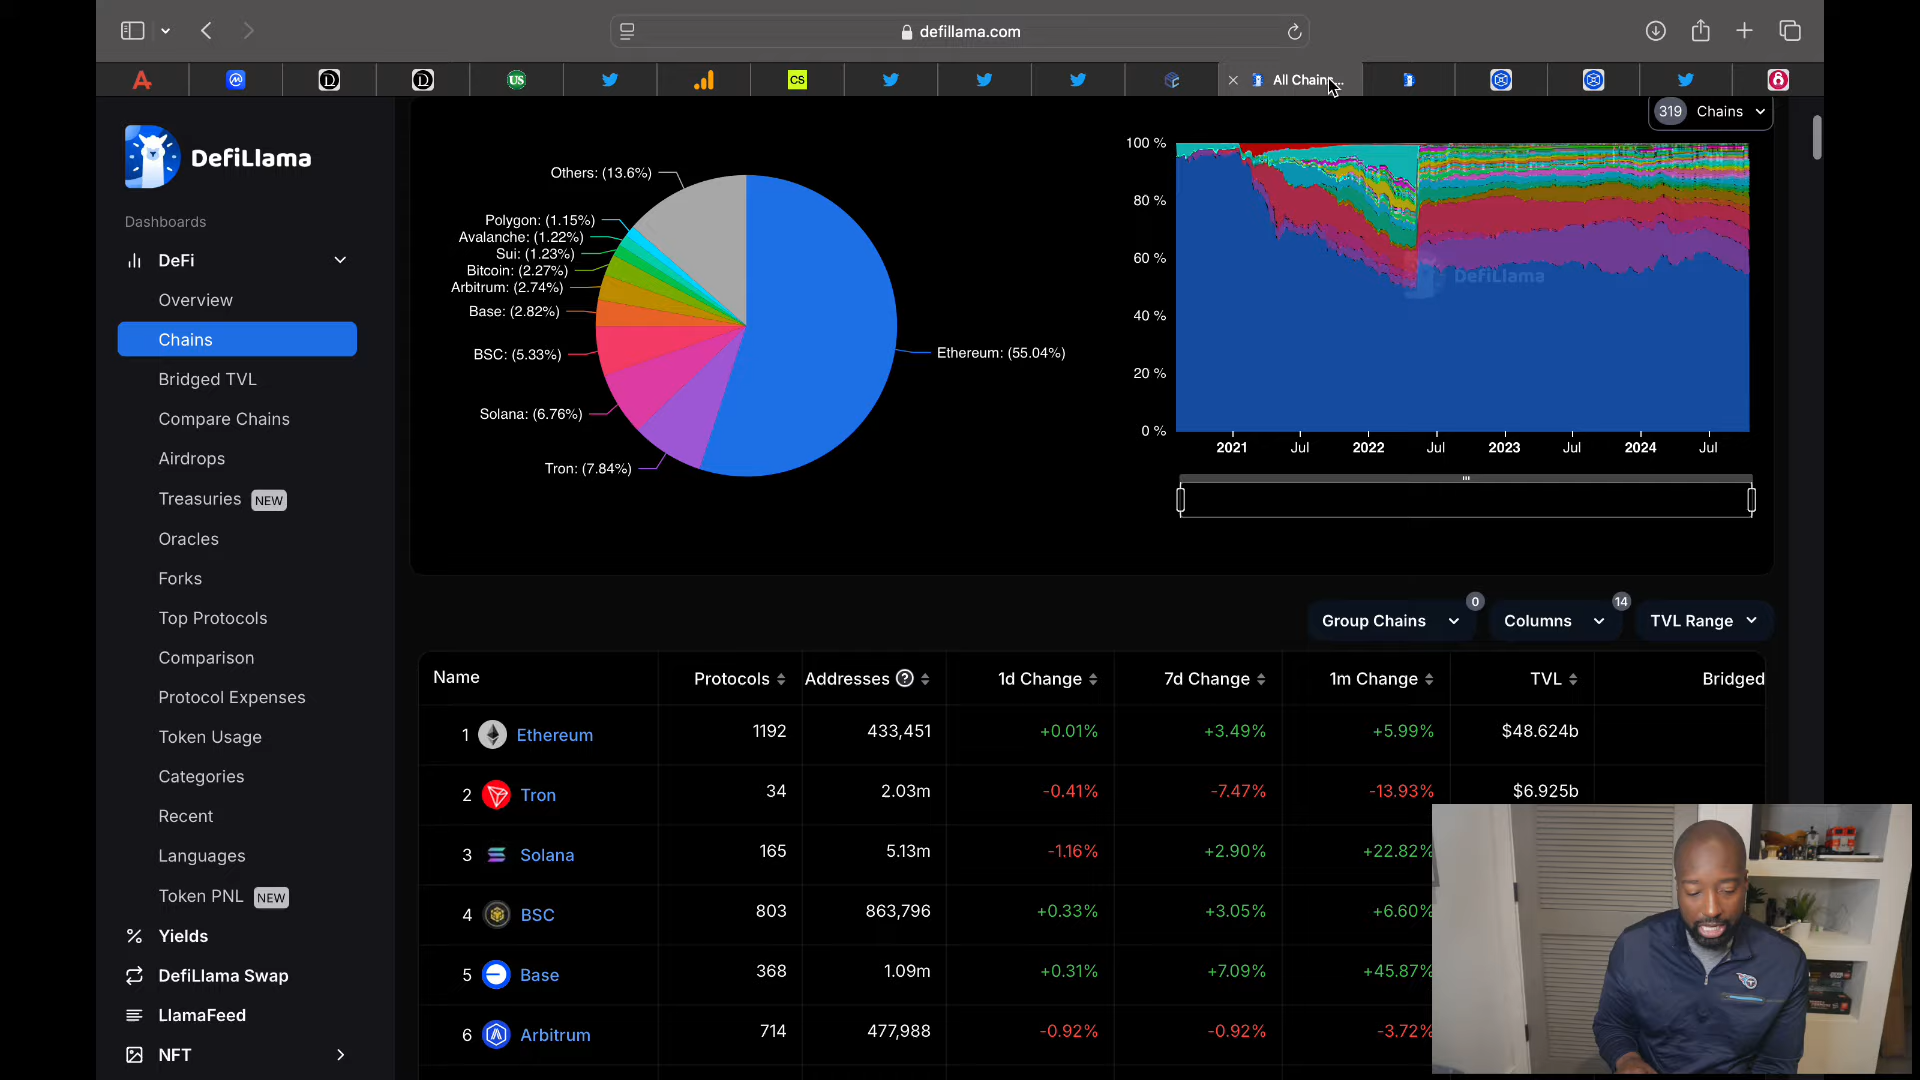 defillama.com
US
CS
All Chains...
DefiLlama
Dashboards
DeFi
Overview
Chains
Bridged TVL
Compare Chains
Airdrops
Treasuries NEW
Oracles
Forks
Top Protocols
Comparison
Protocol Expenses
Token Usage
Categories
Recent
Languages
Token PNL NEW
Yields
DefiLlama Swap
LlamaFeed
NFT
Others: (13.6%)
Polygon: (1.15%)
Avalanche: (1.22%)
Sui: (1.23%)
Bitcoin: (2.27%)
Arbitrum: (2.74%)
Base: (2.82%)
BSC: (5.33%)
Solana: (6.76%)
Tron: (7.84%)
Ethereum: (55.04%)
319 Chains
100 %
80 %
60 %
40 %
20 %
0 %
DefiLlama
2021 Jul 2022 Jul 2023 Jul 2024 Jul
Group Chains 0 Columns 14 TVL Range
Name Protocols Addresses ? 1d Change 7d Change 1m Change TVL Bridged
1 Ethereum 1192 433,451 +0.01% +3.49% +5.99% $48.624b
2 Tron 34 2.03m -0.41% -7.47% -13.93% $6.925b
3 Solana 165 5.13m -1.16% +2.90% +22.82%
4 BSC 803 863,796 +0.33% +3.05% +6.60%
5 Base 368 1.09m +0.31% +7.09% +45.87%
6 Arbitrum 714 477,988 -0.92% -0.92% -3.72%